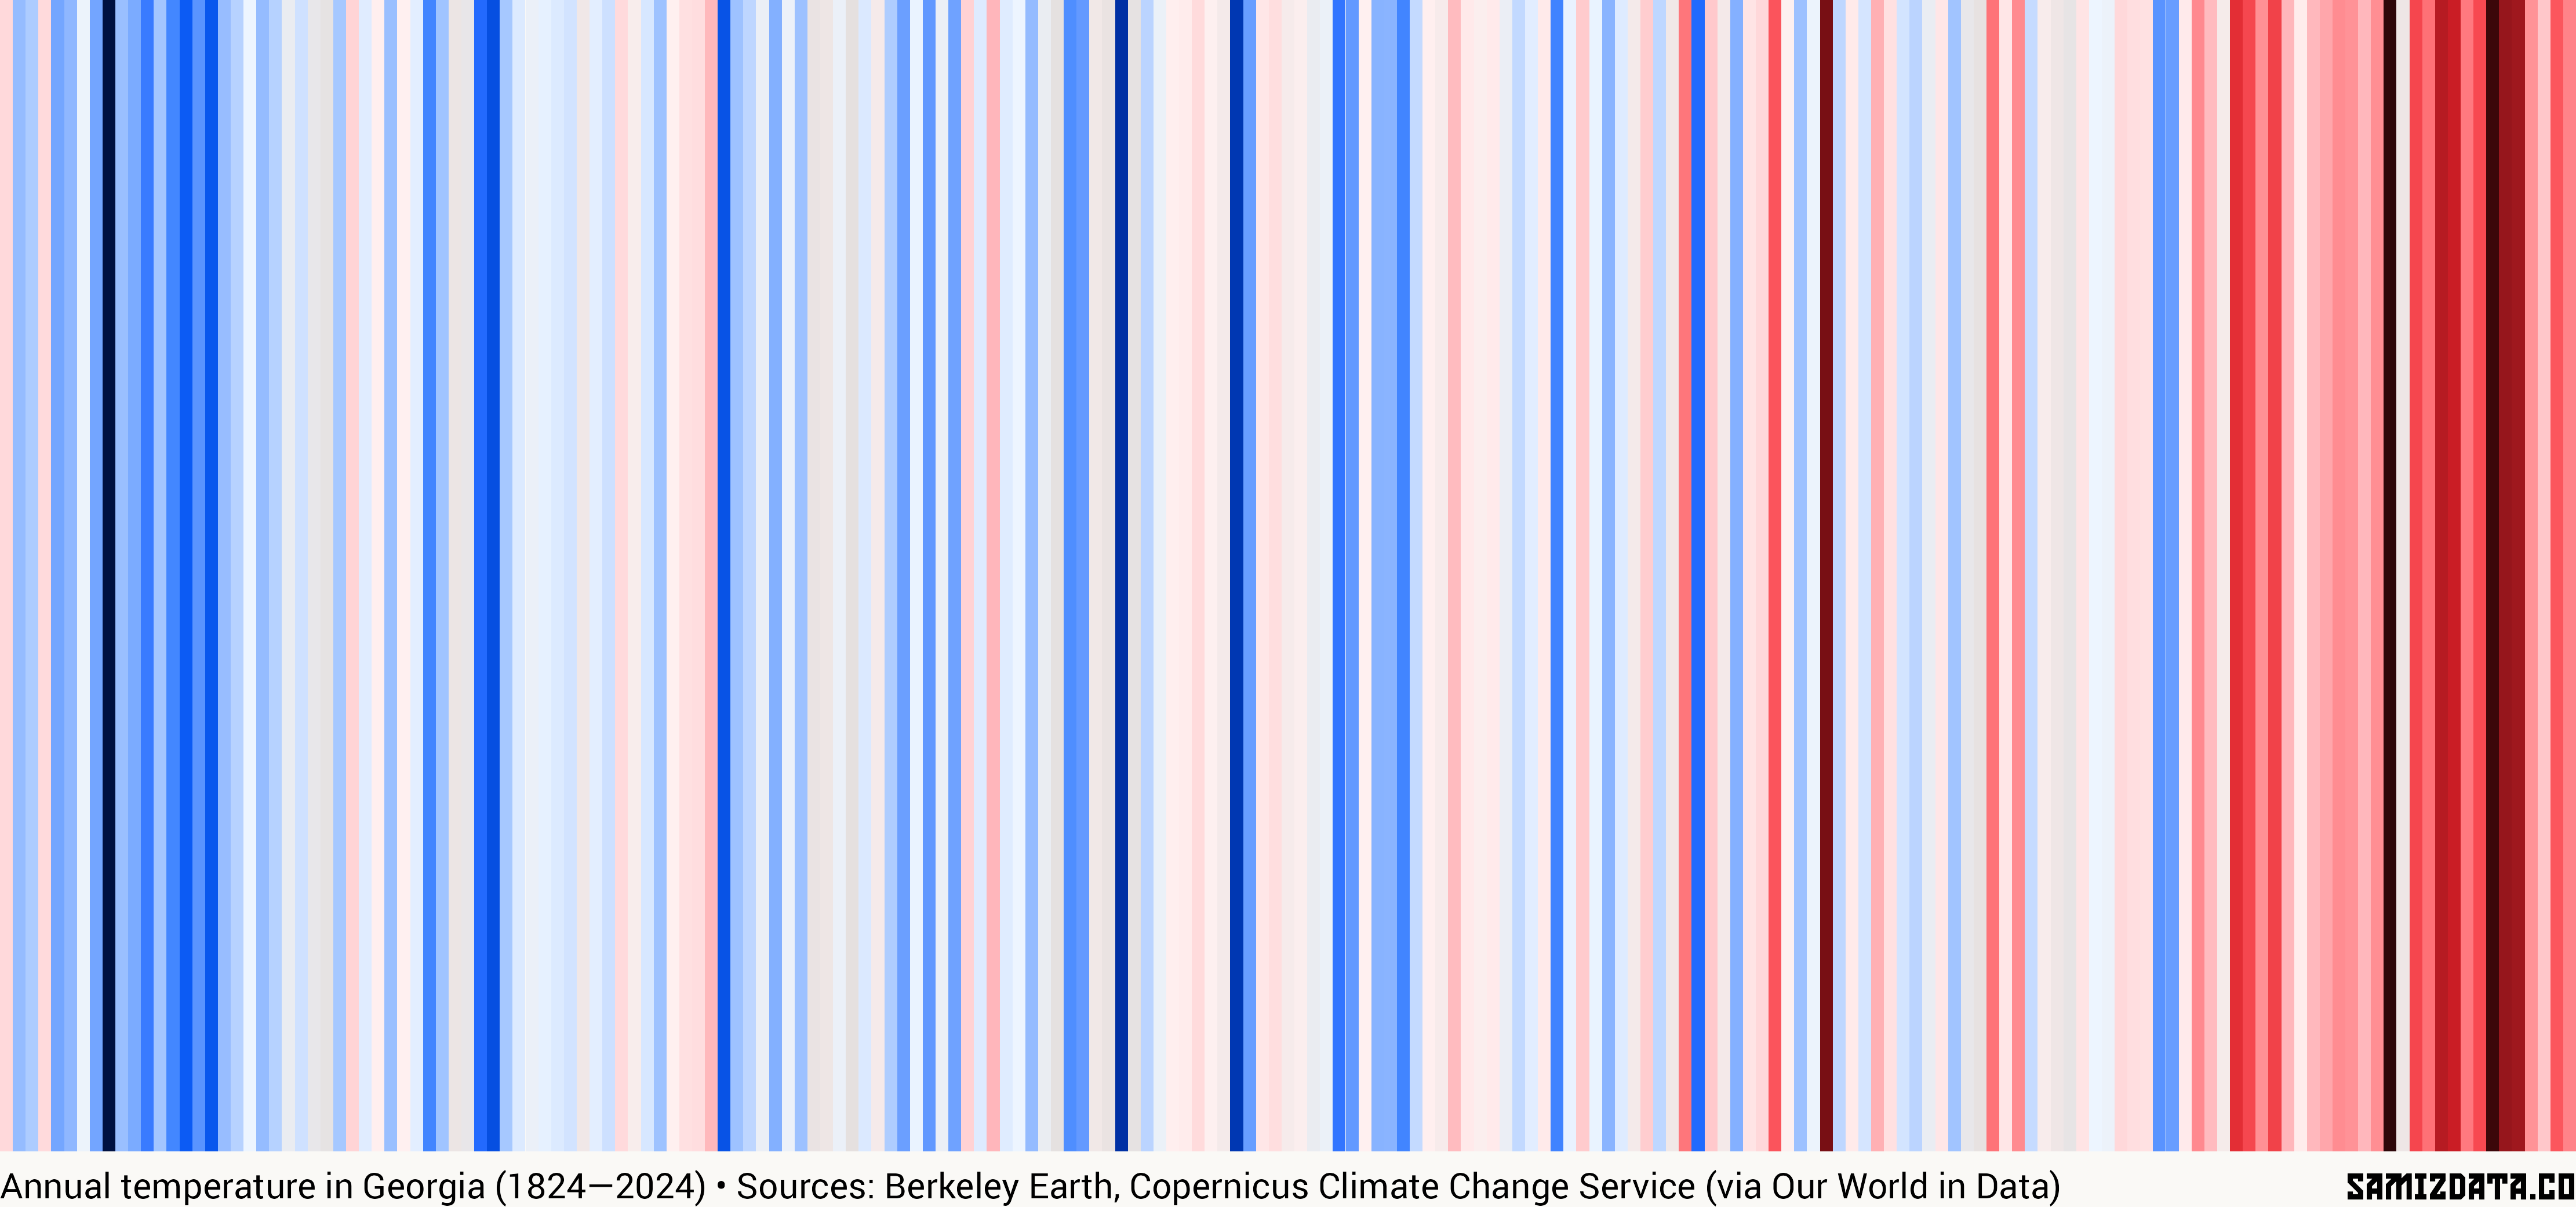 Annual temperature in Georgia (1824—2024) • Sources: Berkeley Earth, Copernicus Climate Change Service (via Our World in Data)
SAMIZDATA.CO